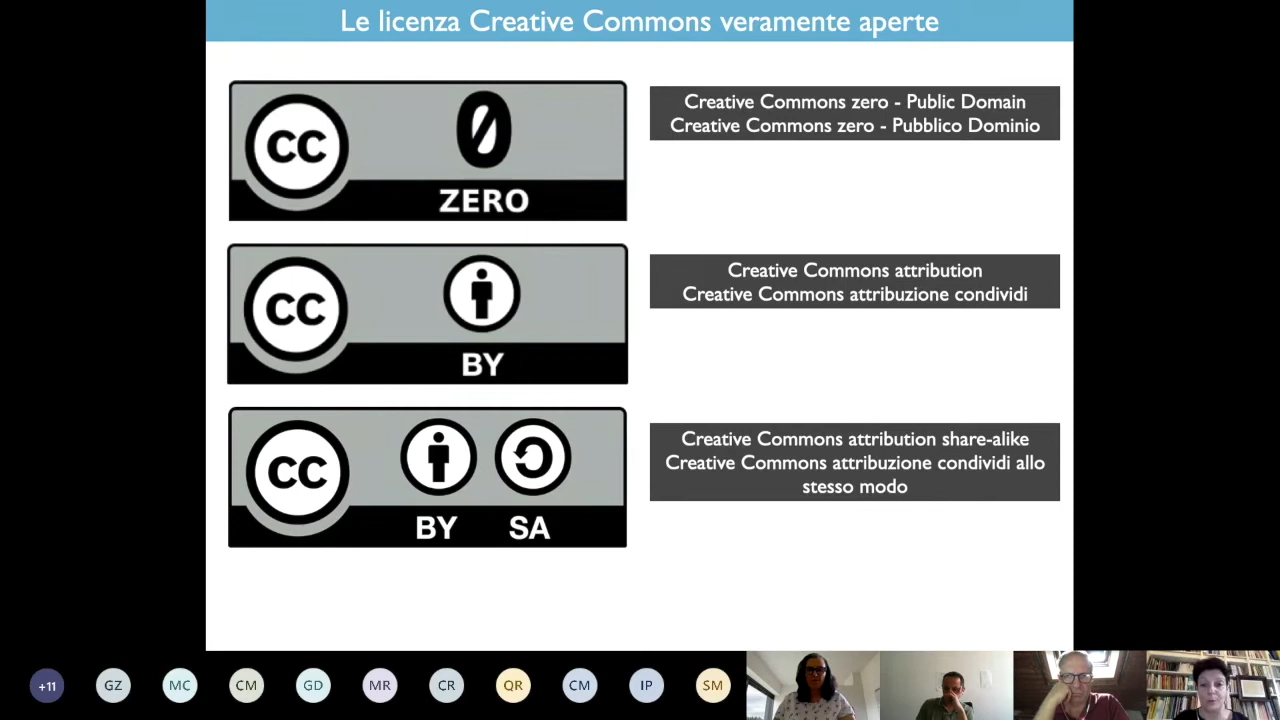 Le licenza Creative Commons veramente aperte
CC
0
ZERO
Creative Commons zero - Public Domain
Creative Commons zero - Pubblico Dominio
CC
BY
Creative Commons attribution
Creative Commons attribuzione condividi
CC
BY SA
Creative Commons attribution share-alike
Creative Commons attribuzione condividi allo
stesso modo
+11 GZ MC CM GD MR CR QR CM IP SM